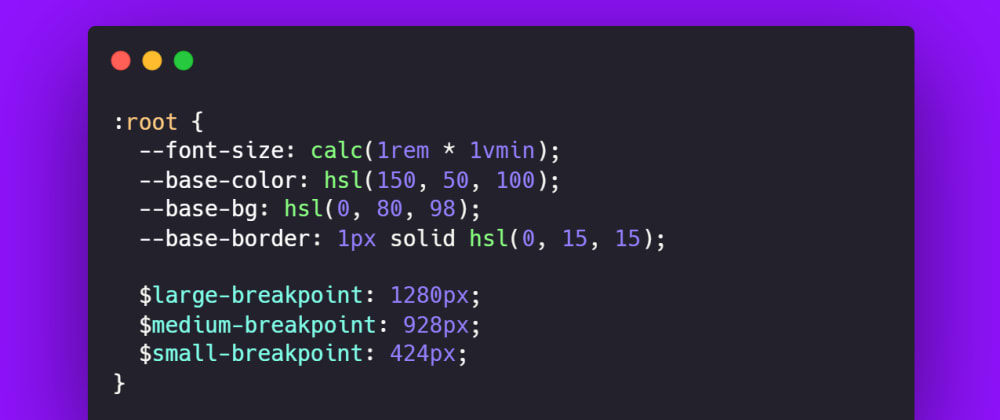 :root {
  --font-size: calc(1rem * 1vmin);
  --base-color: hsl(150, 50, 100);
  --base-bg: hsl(0, 80, 98);
  --base-border: 1px solid hsl(0, 15, 15);

  $large-breakpoint: 1280px;
  $medium-breakpoint: 928px;
  $small-breakpoint: 424px;
}